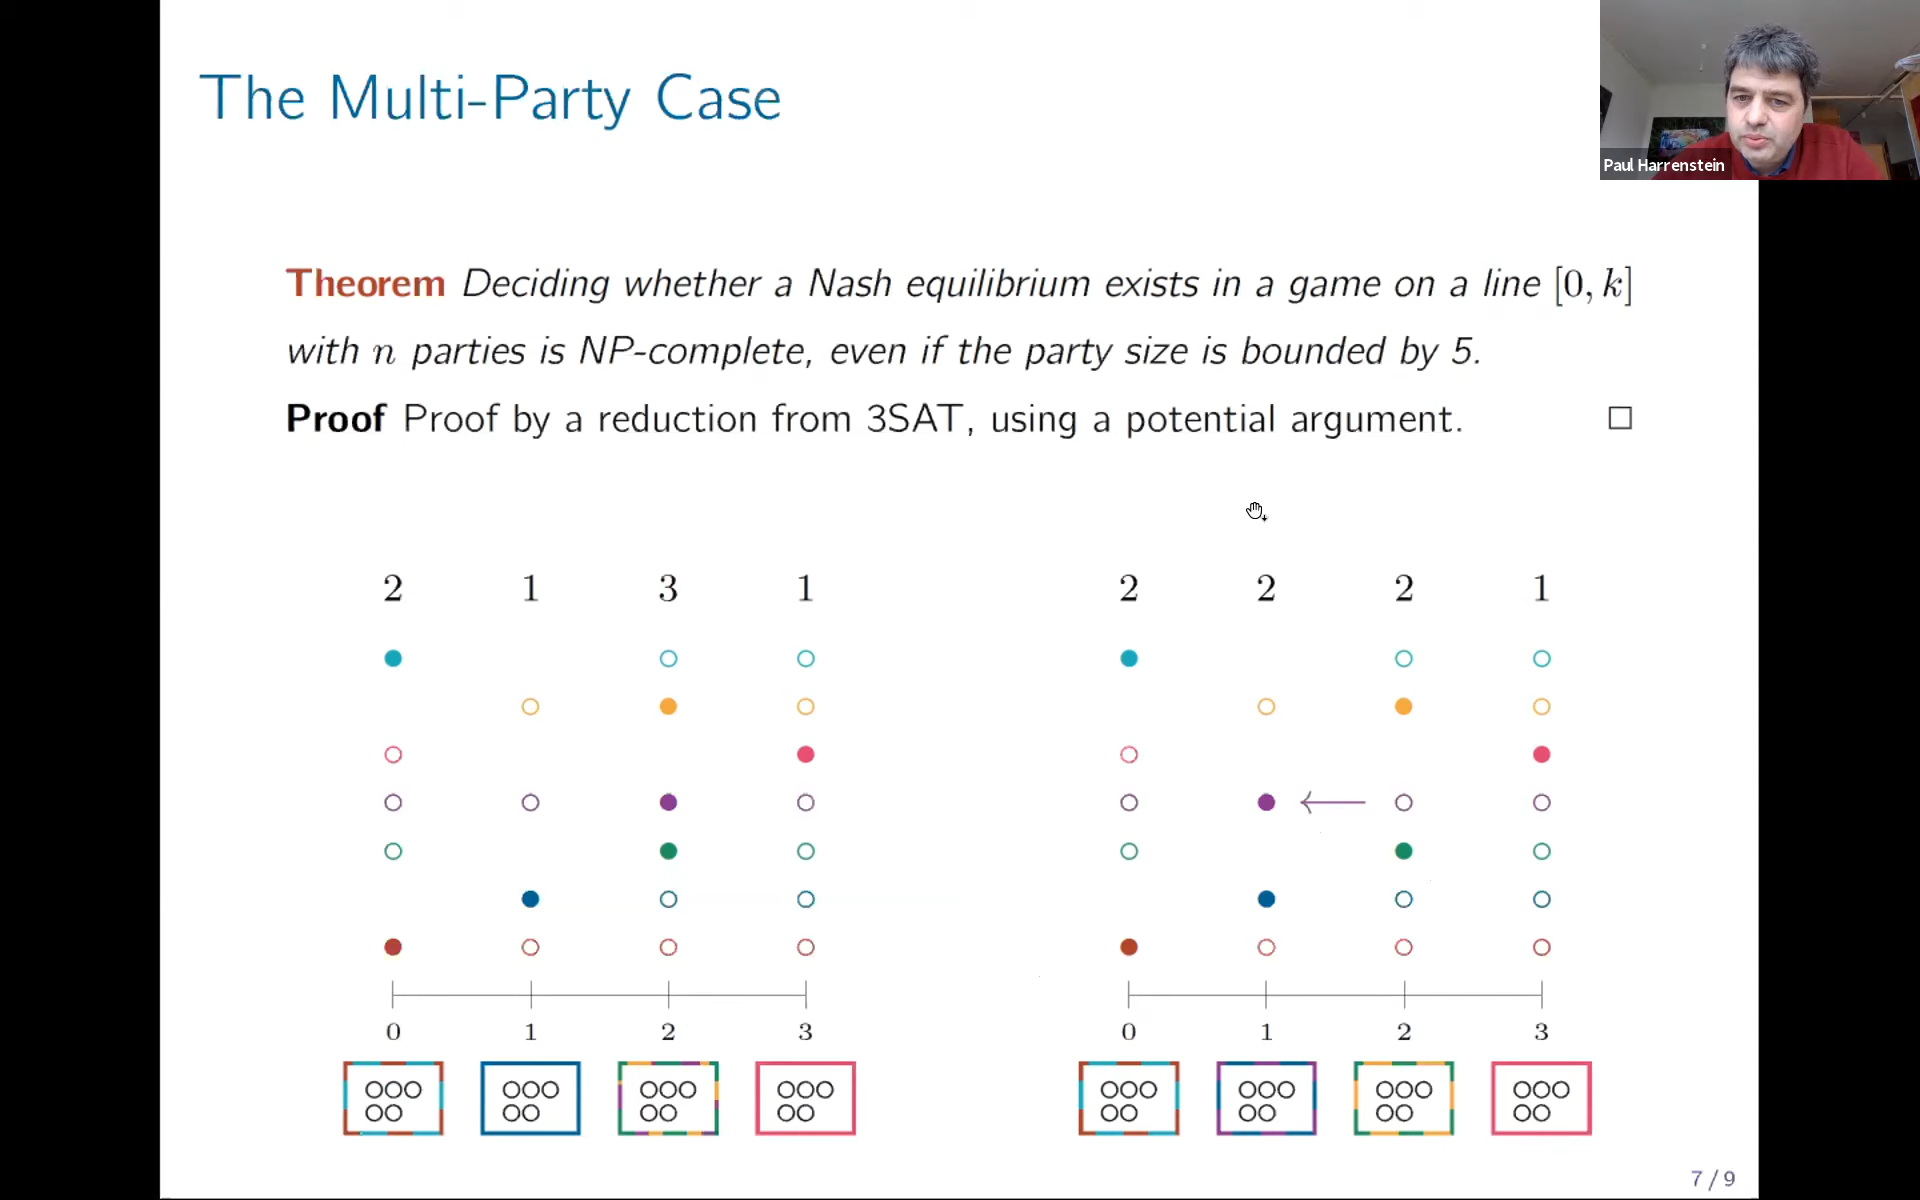 The Multi-Party Case
Paul Harrenstein
Theorem Deciding whether a Nash equilibrium exists in a game on a line [0, k]
with n parties is NP-complete, even if the party size is bounded by 5.
Proof Proof by a reduction from 3SAT, using a potential argument. □
2 1 3 1
2 2 2 1
0 1 2 3
0 1 2 3
7 / 9